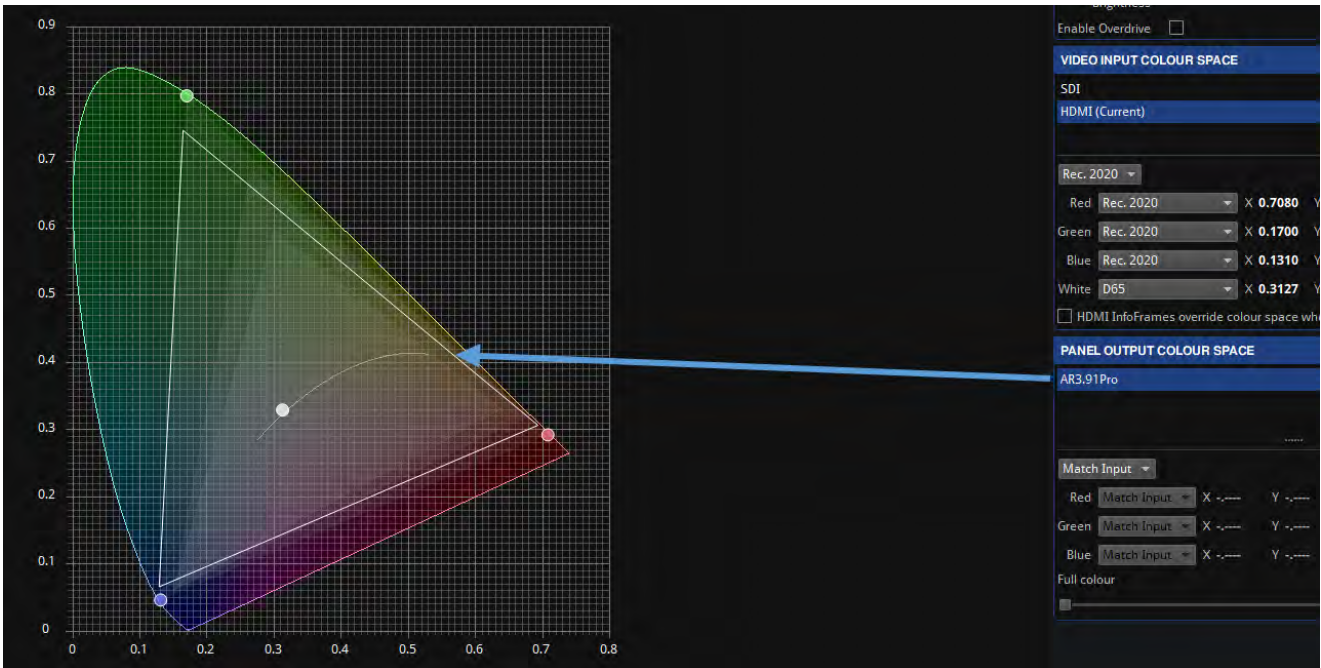 Enable Overdrive
VIDEO INPUT COLOUR SPACE
SDI
HDMI (Current)
Rec. 2020
Red Rec. 2020 X 0.7080 Y
Green Rec. 2020 X 0.1700 Y
Blue Rec. 2020 X 0.1310 Y
White D65 X 0.3127 Y
HDMI InfoFrames override colour space
PANEL OUTPUT COLOUR SPACE
AR3.91Pro
......
Match Input
Red Match Input X -.---- Y -.----
Green Match Input X -.---- Y -.----
Blue Match Input X -.---- Y -.----
Full colour
0.9
0.8
0.7
0.6
0.5
0.4
0.3
0.2
0.1
0
0 0.1 0.2 0.3 0.4 0.5 0.6 0.7 0.8